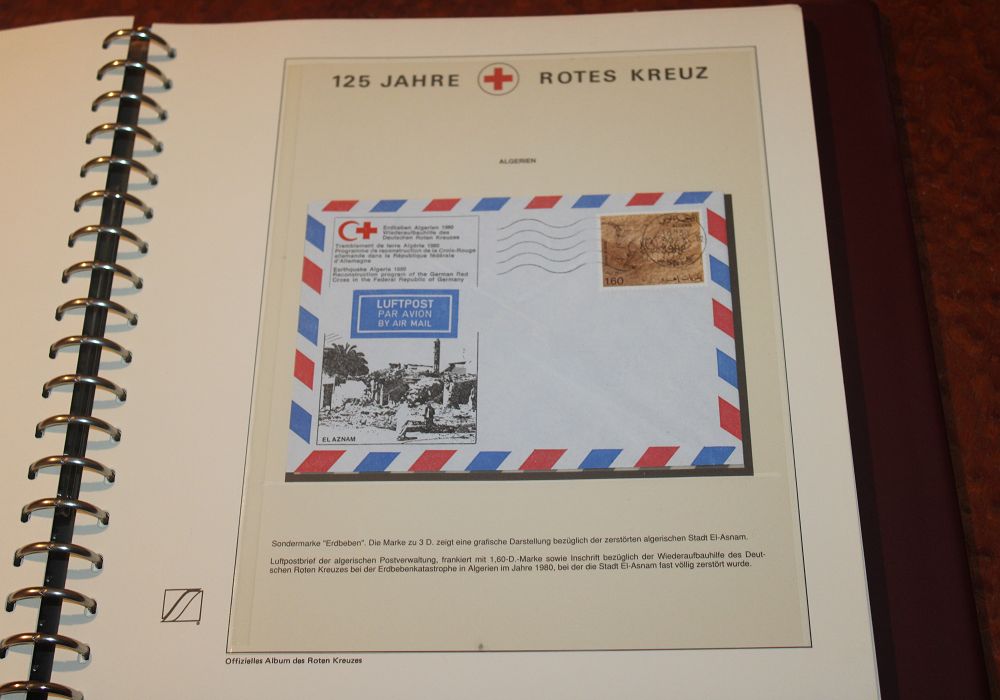 125 JAHRE ROTES KREUZ
ALGERIEN
Erdbeben Algerien 1980
Wiederaufbauhilfe des
Deutschen Roten Kreuzes
Tremblement de terre Algérie 1980
Programme de reconstruction de la Croix-Rouge
allemande dans la République fédérale
d'Allemagne
Earthquake Algeria 1980
Reconstruction program of the German Red
Cross in the Federal Republic of Germany
160
LUFTPOST
PAR AVION
BY AIR MAIL
EL AZNAM
Sondermarke "Erdbeben". Die Marke zu 3 D. zeigt eine grafische Darstellung bezüglich der zerstörten algerischen Stadt El-Asnam.
Luftpostbrief der algerischen Postverwaltung, frankiert mit 1,60-D.-Marke sowie Inschrift bezüglich der Wiederaufbauhilfe des Deut-
schen Roten Kreuzes bei der Erdbebenkatastrophe in Algerien im Jahre 1980, bei der die Stadt El-Asnam fast völlig zerstört wurde.
Offizielles Album des Roten Kreuzes